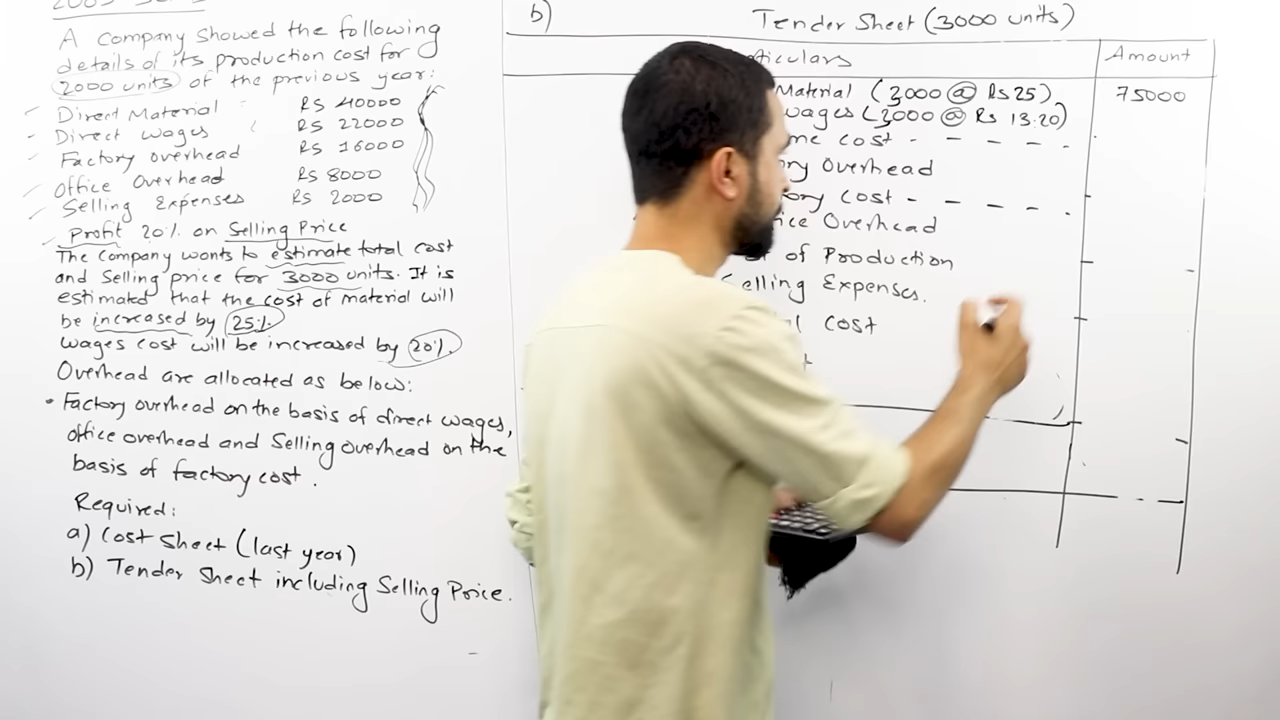 A company showed the following
details of its production cost for
2000 units of the previous year:
- Direct Material RS 40000
- Direct wages RS 22000
- Factory overhead RS 16000
- Office Overhead RS 8000
- Selling Expenses RS 2000
- Profit 20% on Selling Price
The Company wants to estimate total cost
and Selling price for 3000 units. It is
estimated that the cost of material will
be increased by 25%.
wages cost will be increased by 20%.
Overhead are allocated as below:
• Factory overhead on the basis of direct wages,
office overhead and Selling overhead on the
basis of factory cost.
Required:
a) Cost Sheet (last year)
b) Tender Sheet including Selling Price.
b) Tender Sheet (3000 units)
ticulars Amount
Material (3000 @ Rs 25) 75000
wages (3000 @ Rs 13.20)
me cost - - - - .
ry Overhead
ory cost - - - - .
ice Overhead
of Production
elling Expenses.
l cost